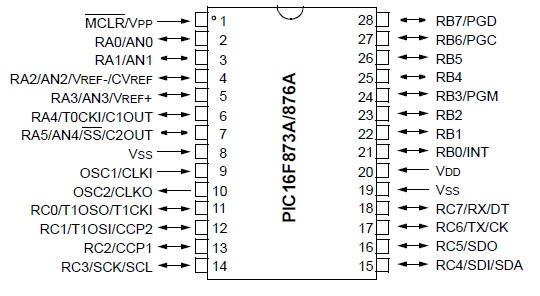 MCLR/VPP 1 28 RB7/PGD
RA0/AN0 2 27 RB6/PGC
RA1/AN1 3 26 RB5
RA2/AN2/VREF-/CVREF 4 25 RB4
RA3/AN3/VREF+ 5 24 RB3/PGM
RA4/T0CKI/C1OUT 6 23 RB2
RA5/AN4/SS/C2OUT 7 22 RB1
VSS 8 21 RB0/INT
OSC1/CLKI 9 20 VDD
OSC2/CLKO 10 19 VSS
RC0/T1OSO/T1CKI 11 18 RC7/RX/DT
RC1/T1OSI/CCP2 12 17 RC6/TX/CK
RC2/CCP1 13 16 RC5/SDO
RC3/SCK/SCL 14 15 RC4/SDI/SDA
PIC16F873A/876A